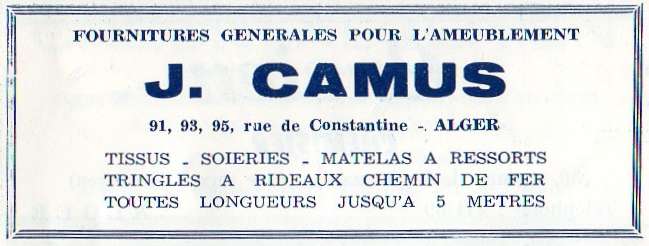 FOURNITURES GENERALES POUR L'AMEUBLEMENT
J. CAMUS
91, 93, 95, rue de Constantine - ALGER
TISSUS - SOIERIES - MATELAS A RESSORTS
TRINGLES A RIDEAUX CHEMIN DE FER
TOUTES LONGUEURS JUSQU'A 5 METRES